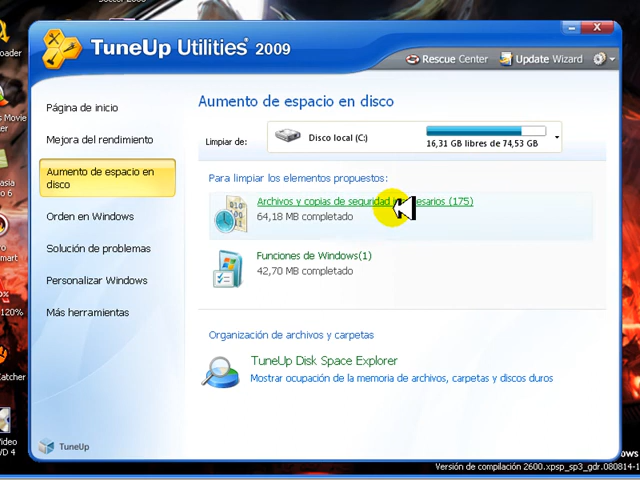 TuneUp Utilities 2009
Rescue Center
Update Wizard
Página de inicio
Mejora del rendimiento
Aumento de espacio en disco
Orden en Windows
Solución de problemas
Personalizar Windows
Más herramientas
Aumento de espacio en disco
Limpiar de:
Disco local (C:)
16,31 GB libres de 74,53 GB
Para limpiar los elementos propuestos:
Archivos y copias de seguridad (175)
64,18 MB completado
Funciones de Windows(1)
42,70 MB completado
Organización de archivos y carpetas
TuneUp Disk Space Explorer
Mostrar ocupación de la memoria de archivos, carpetas y discos duros
TuneUp
Versión de compilación 2600.xpsp_sp3_gdr.080814-1
120%